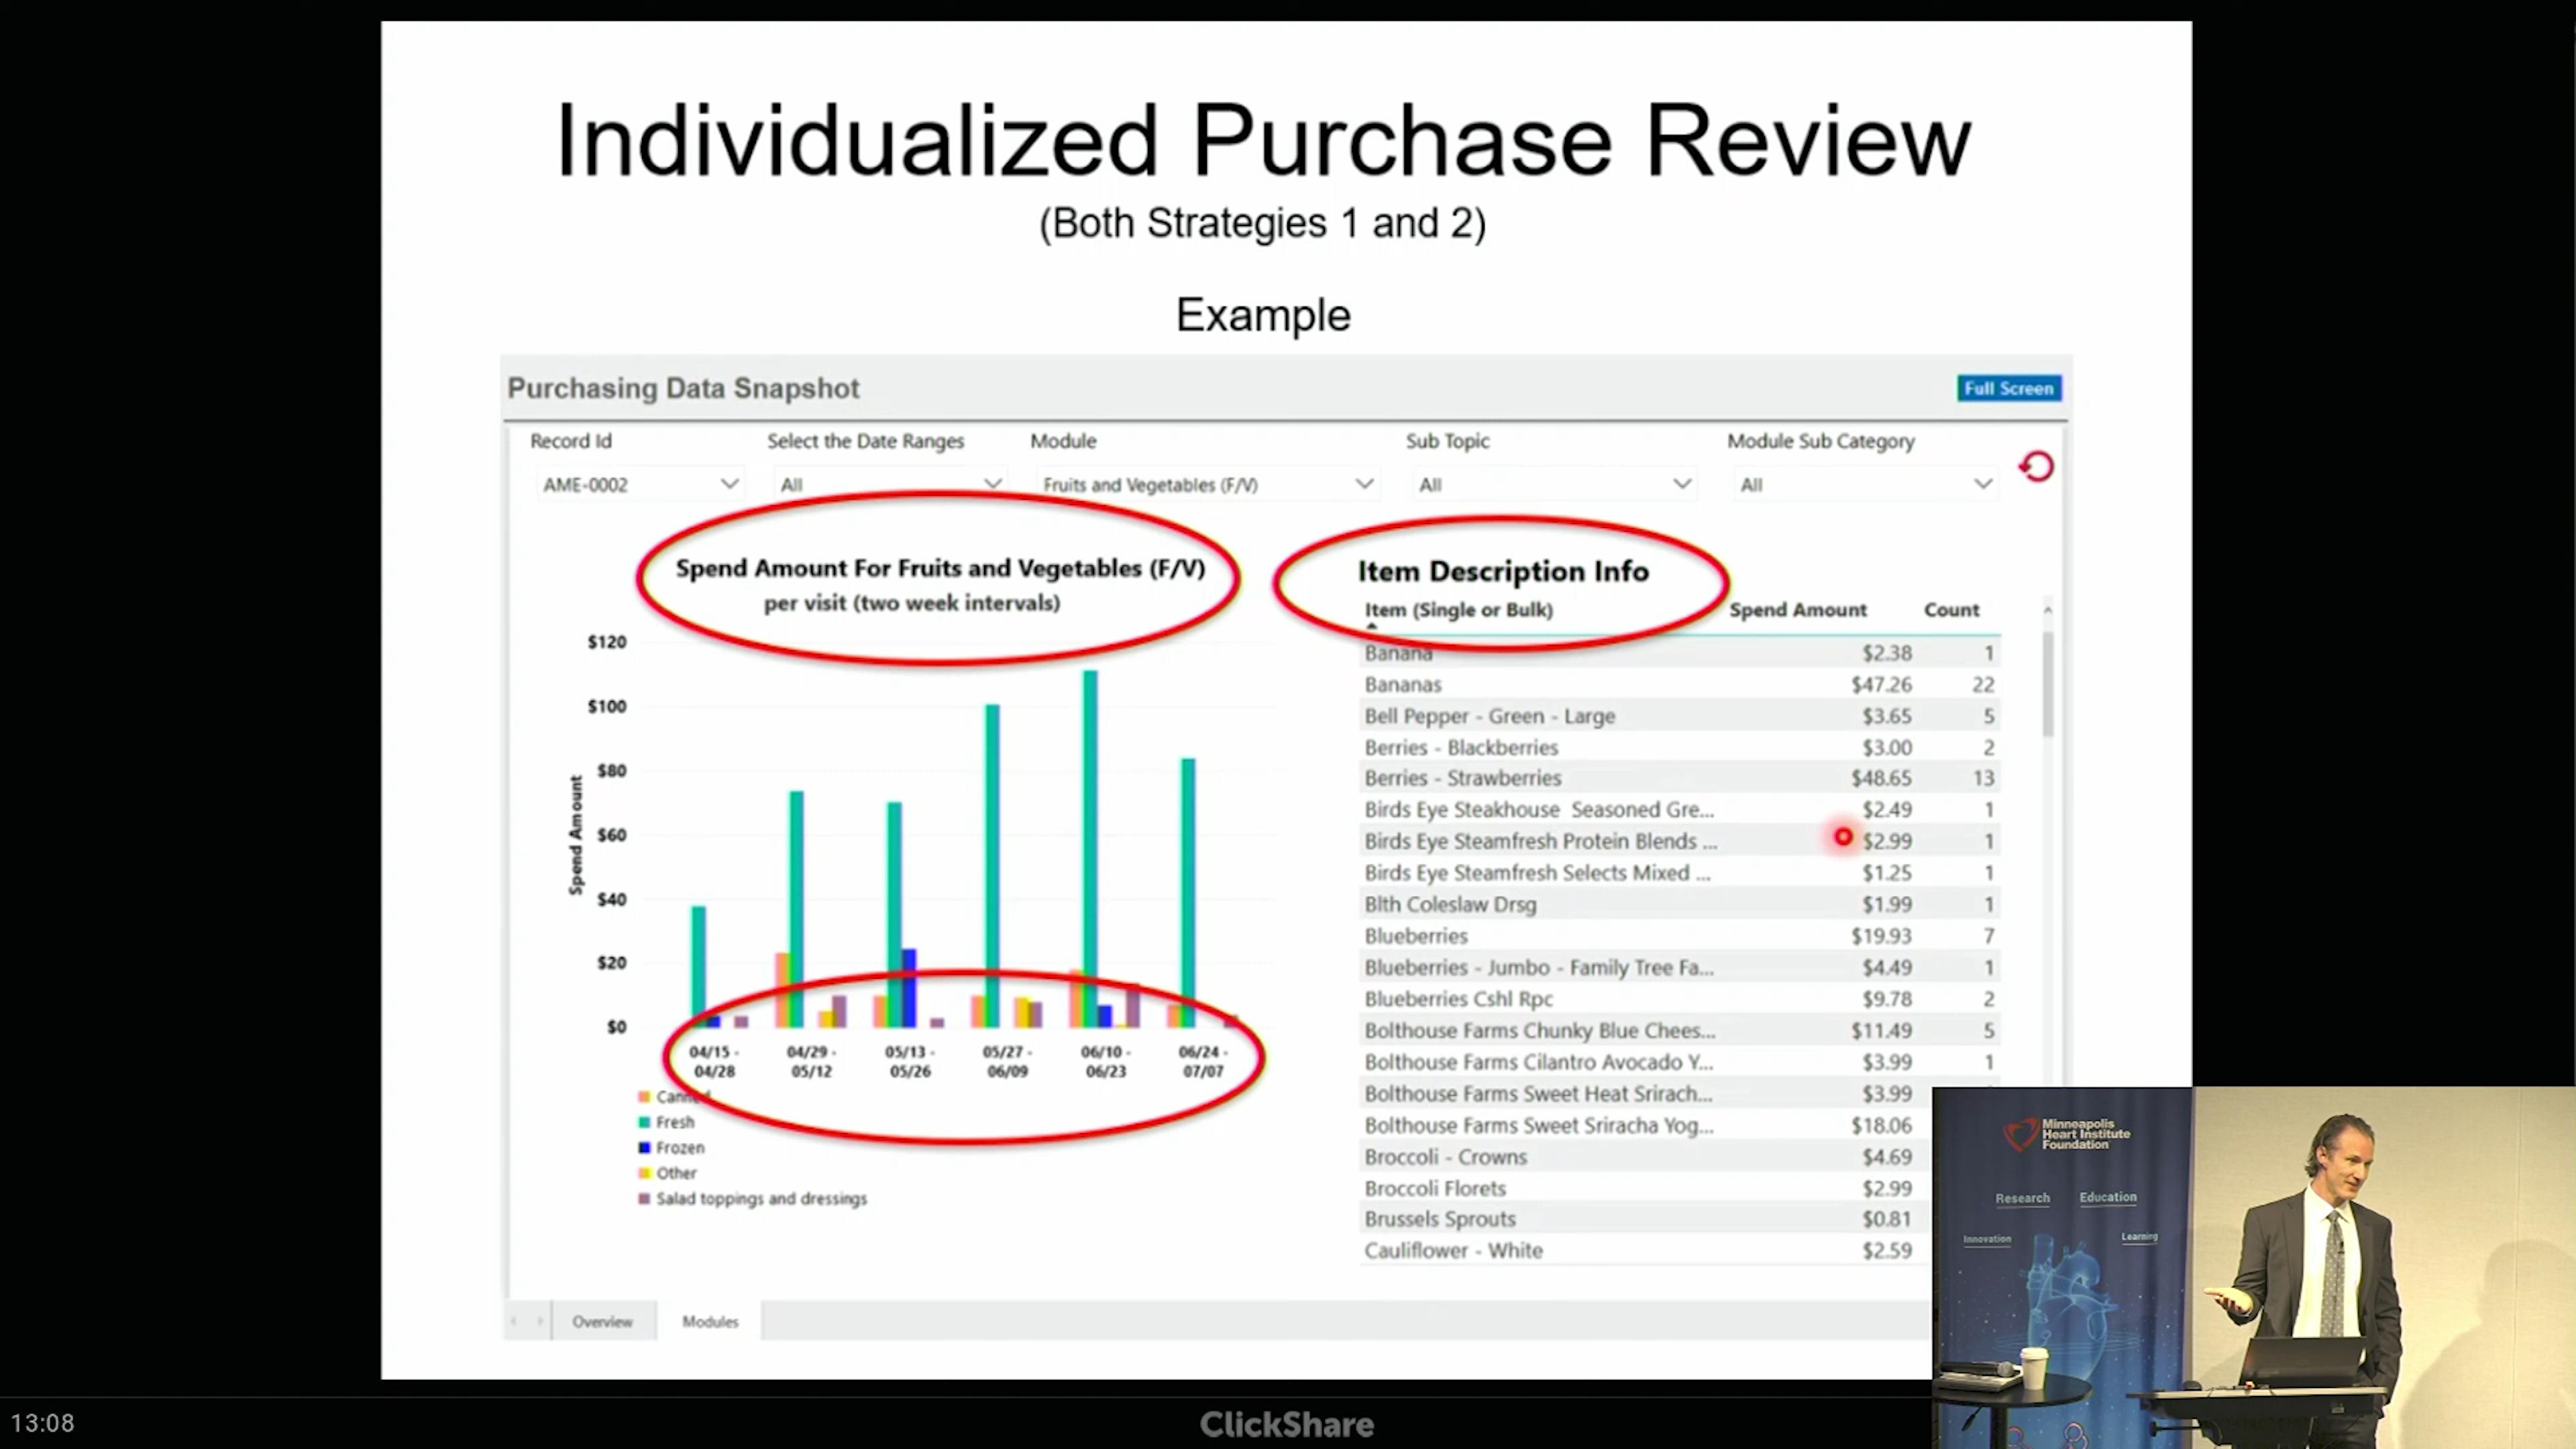 Individualized Purchase Review
(Both Strategies 1 and 2)
Example
Purchasing Data Snapshot
Full Screen
Record Id
Select the Date Ranges
Module
Sub Topic
Module Sub Category
AME-0002
All
Fruits and Vegetables (F/V)
All
All
Spend Amount For Fruits and Vegetables (F/V)
per visit (two week intervals)
Spend Amount
$120
$100
$80
$60
$40
$20
$0
04/15 - 04/28
04/29 - 05/12
05/13 - 05/26
05/27 - 06/09
06/10 - 06/23
06/24 - 07/07
Canned
Fresh
Frozen
Other
Salad toppings and dressings
Item Description Info
Item (Single or Bulk) Spend Amount Count
Banana $2.38 1
Bananas $47.26 22
Bell Pepper - Green - Large $3.65 5
Berries - Blackberries $3.00 2
Berries - Strawberries $48.65 13
Birds Eye Steakhouse Seasoned Gre... $2.49 1
Birds Eye Steamfresh Protein Blends ... $2.99 1
Birds Eye Steamfresh Selects Mixed ... $1.25 1
Blth Coleslaw Drsg $1.99 1
Blueberries $19.93 7
Blueberries - Jumbo - Family Tree Fa... $4.49 1
Blueberries Cshl Rpc $9.78 2
Bolthouse Farms Chunky Blue Chees... $11.49 5
Bolthouse Farms Cilantro Avocado Y... $3.99 1
Bolthouse Farms Sweet Heat Srirach... $3.99
Bolthouse Farms Sweet Sriracha Yog... $18.06
Broccoli - Crowns $4.69
Broccoli Florets $2.99
Brussels Sprouts $0.81
Cauliflower - White $2.59
Overview
Modules
Minneapolis
Heart Institute
Foundation
Research
Education
Innovation
Learning
13:08
ClickShare